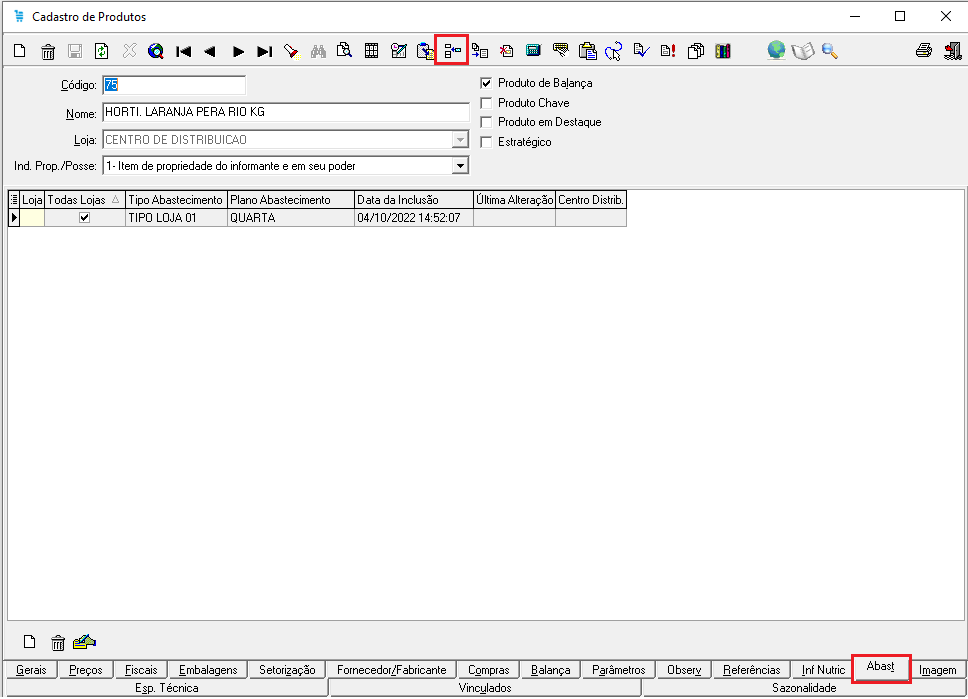 Cadastro de Produtos
Código: 75
Nome: HORTI. LARANJA PERA RIO KG
Loja: CENTRO DE DISTRIBUICAO
Ind. Prop./Posse: 1- Item de propriedade do informante e em seu poder
Produto de Balança
Produto Chave
Produto em Destaque
Estratégico
Loja Todas Lojas Tipo Abastecimento Plano Abastecimento Data da Inclusão Última Alteração Centro Distrib.
TIPO LOJA 01 QUARTA 04/10/2022 14:52:07
Gerais Preços Fiscais Embalagens Setorização Fornecedor/Fabricante Compras Balança Parâmetros Observ Referências Inf Nutric Abast Imagem
Esp. Técnica Vinculados Sazonalidade